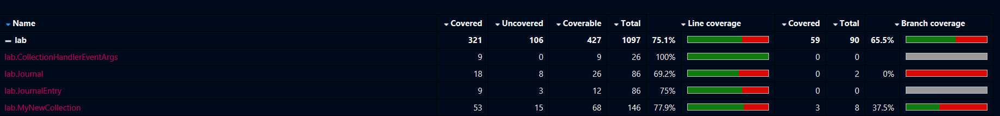 Name Covered Uncovered Coverable Total Line coverage Covered Total Branch coverage
lab 321 106 427 1097 75.1% 59 90 65.5%
lab.CollectionHandlerEventArgs 9 0 9 26 100% 0 0
lab.Journal 18 8 26 86 69.2% 0 2 0%
lab.JournalEntry 9 3 12 86 75% 0 0
lab.MyNewCollection 53 15 68 146 77.9% 3 8 37.5%